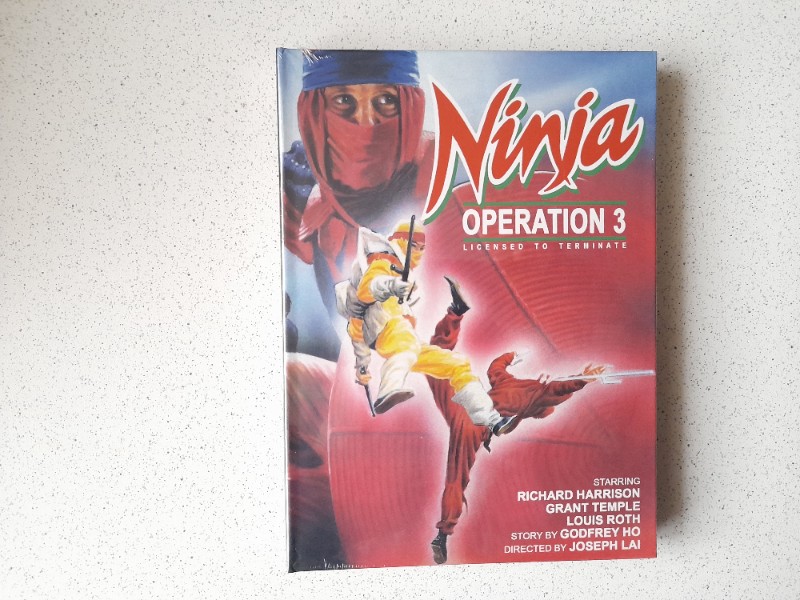 Ninja
OPERATION 3
LICENSED TO TERMINATE
STARRING
RICHARD HARRISON
GRANT TEMPLE
LOUIS ROTH
STORY BY GODFREY HO
DIRECTED BY JOSEPH LAI